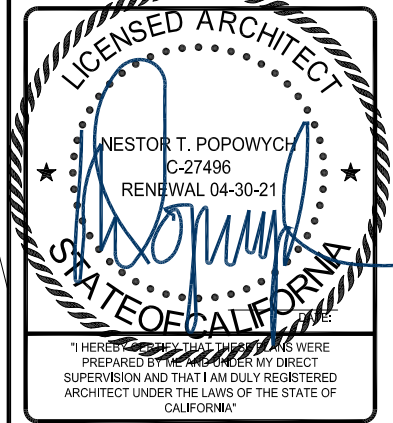 LICENSED ARCHITECT
NESTOR T. POPOWYCH
C-27496
RENEWAL 04-30-21
STATE OF CALIFORNIA
DATE:
"I HEREBY CERTIFY THAT THESE PLANS WERE
PREPARED BY ME AND UNDER MY DIRECT
SUPERVISION AND THAT I AM DULY REGISTERED
ARCHITECT UNDER THE LAWS OF THE STATE OF
CALIFORNIA"